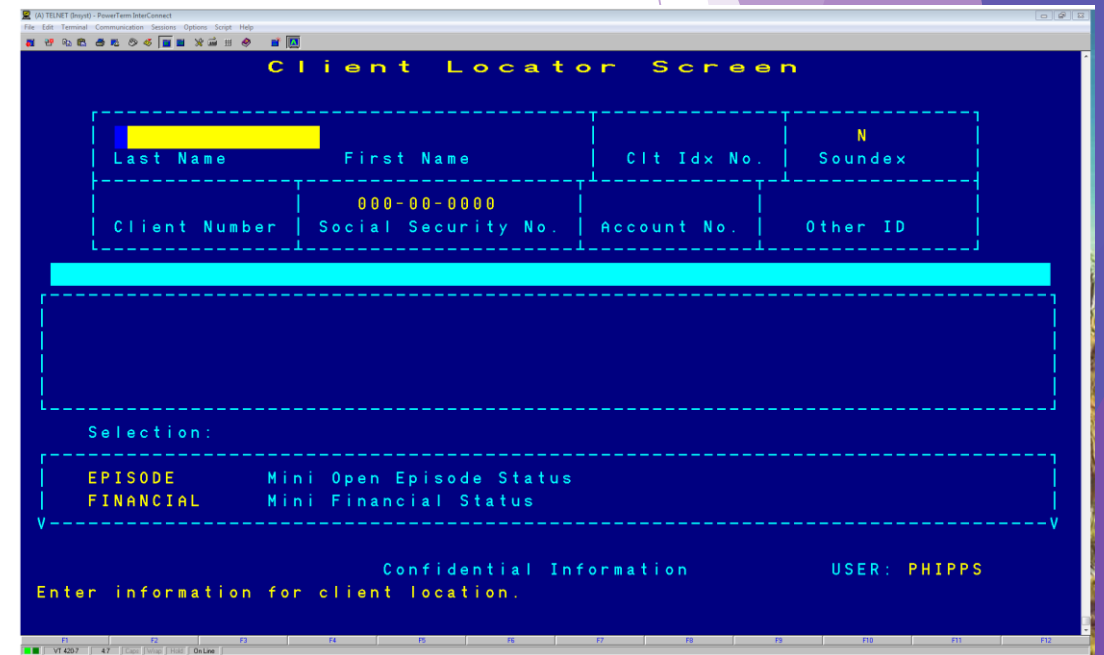 (A) TELNET (Insyst) - PowerTerm InterConnect
File Edit Terminal Communication Sessions Options Script Help
Client Locator Screen
N
Last Name First Name Clt Idx No. Soundex
000-00-0000
Client Number Social Security No. Account No. Other ID
Selection:
EPISODE Mini Open Episode Status
FINANCIAL Mini Financial Status
V V
Confidential Information USER: PHIPPS
Enter information for client location.
F1 F2 F3 F4 F5 F6 F7 F8 F9 F10 F11 F12
VT 420-7 4:7 Caps Wrap Hold On Line